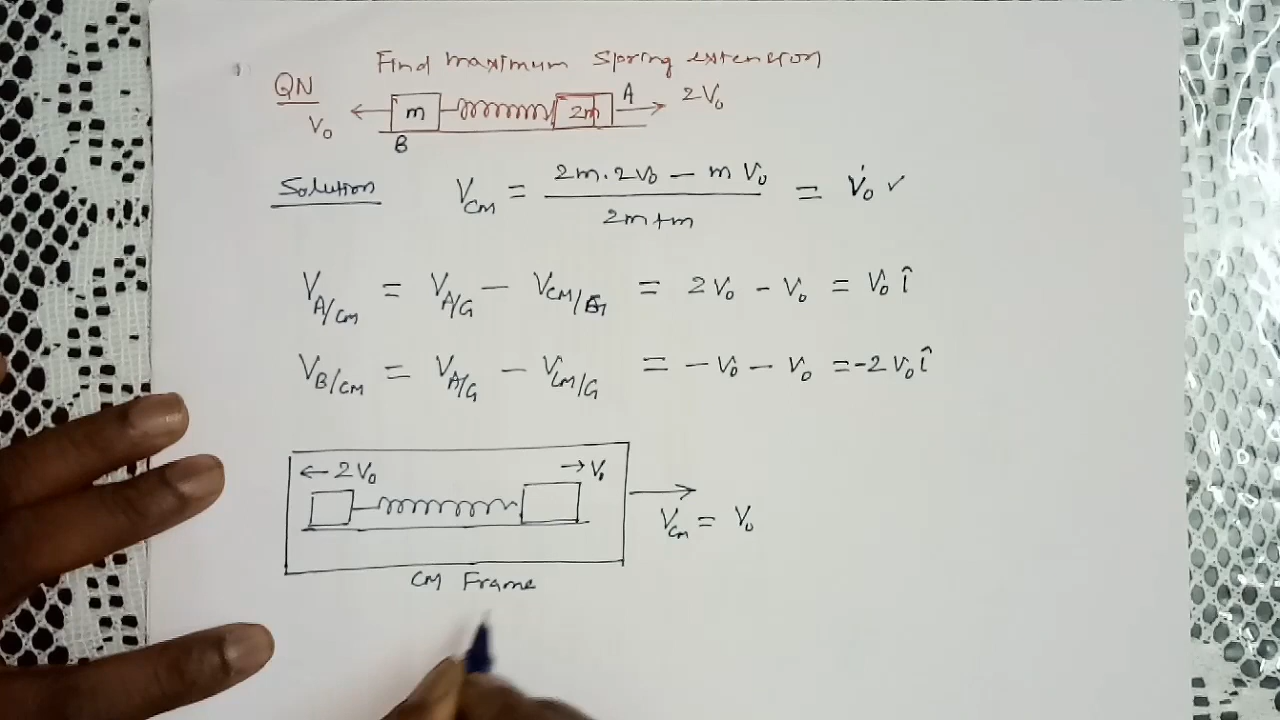 Find maximum spring extension
QN
V₀ m 2m A 2V₀
B
Solution V_CM = (2m.2V₀ − m V₀) / (2m+m) = V₀ ✓
V_A/CM = V_A/G − V_CM/G = 2V₀ − V₀ = V₀ î
V_B/CM = V_A/G − V_CM/G = −V₀ − V₀ = −2V₀ î
← 2V₀ → V₀
V_CM = V₀
CM Frame